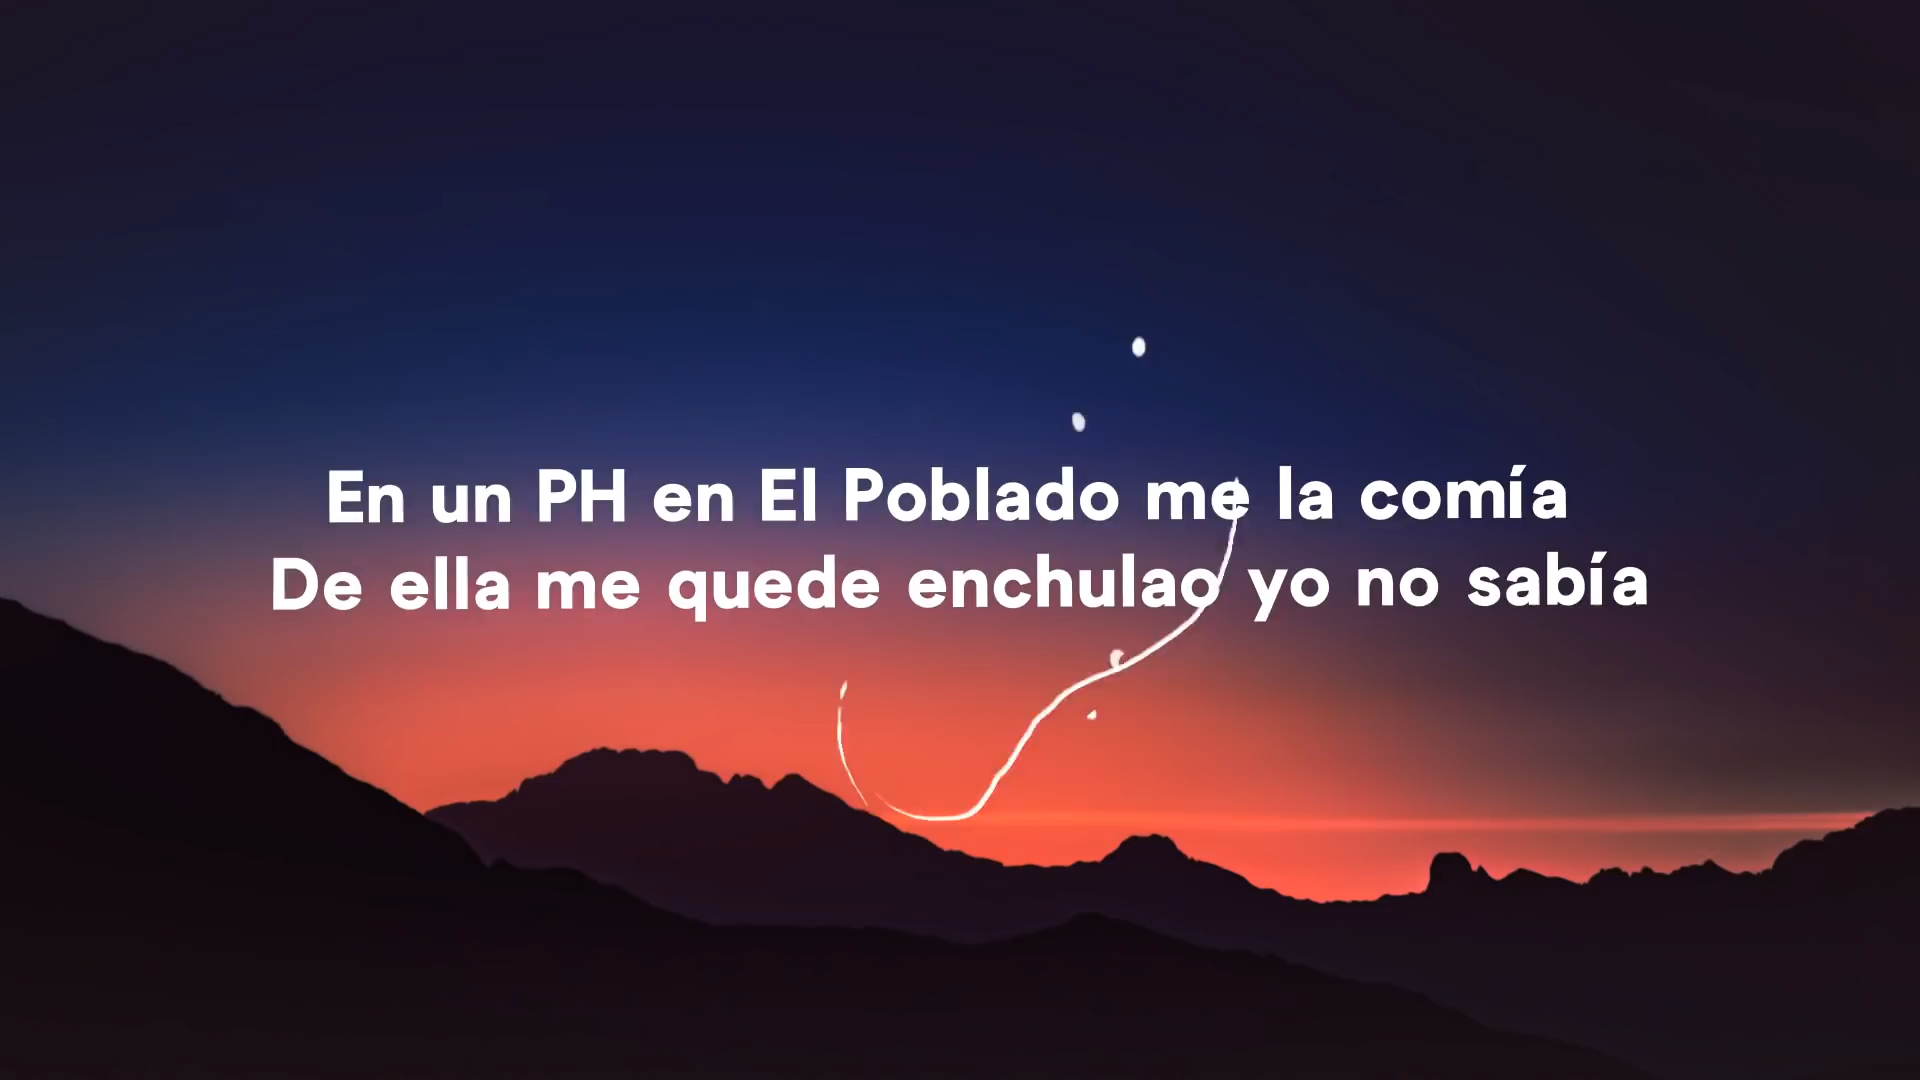 En un PH en El Poblado me la comía
De ella me quede enchulao yo no sabía